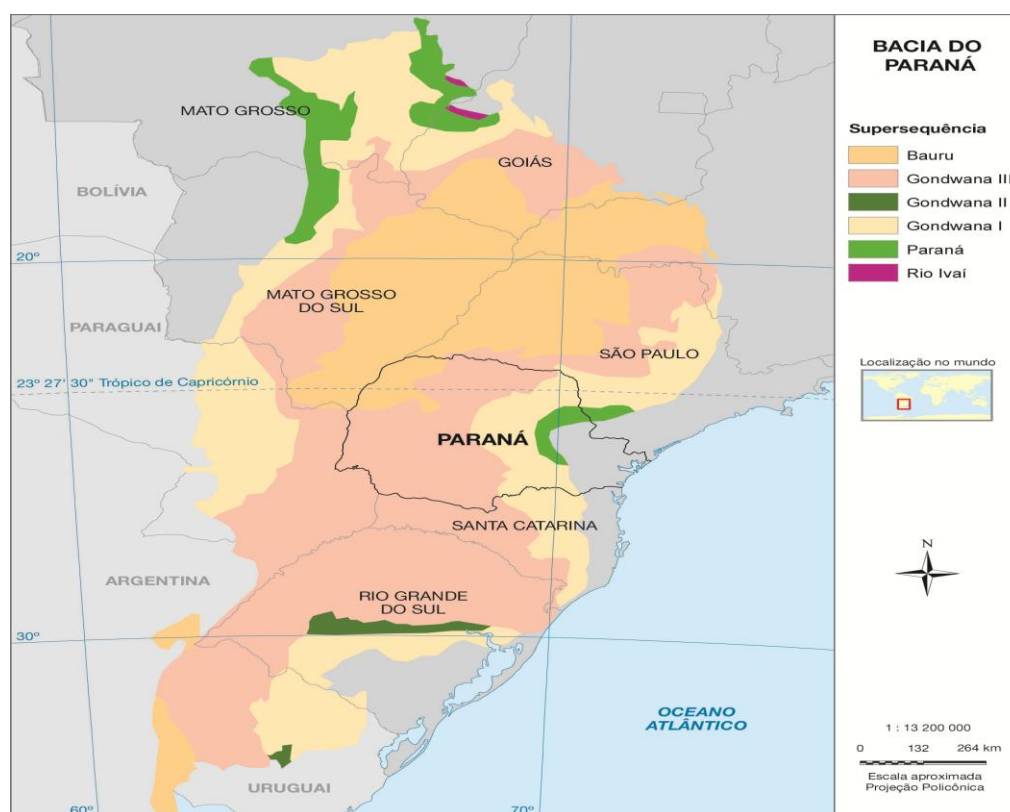 BACIA DO
PARANÁ
Supersequência
Bauru
Gondwana III
Gondwana II
Gondwana I
Paraná
Rio Ivaí
Localização no mundo
N
1 : 13 200 000
0 132 264 km
Escala aproximada
Projeção Policônica
MATO GROSSO
GOIÁS
BOLÍVIA
20º
MATO GROSSO
DO SUL
PARAGUAI
SÃO PAULO
23º 27' 30" Trópico de Capricórnio
PARANÁ
SANTA CATARINA
ARGENTINA
RIO GRANDE
DO SUL
30º
OCEANO
ATLÂNTICO
URUGUAI
60º
70º